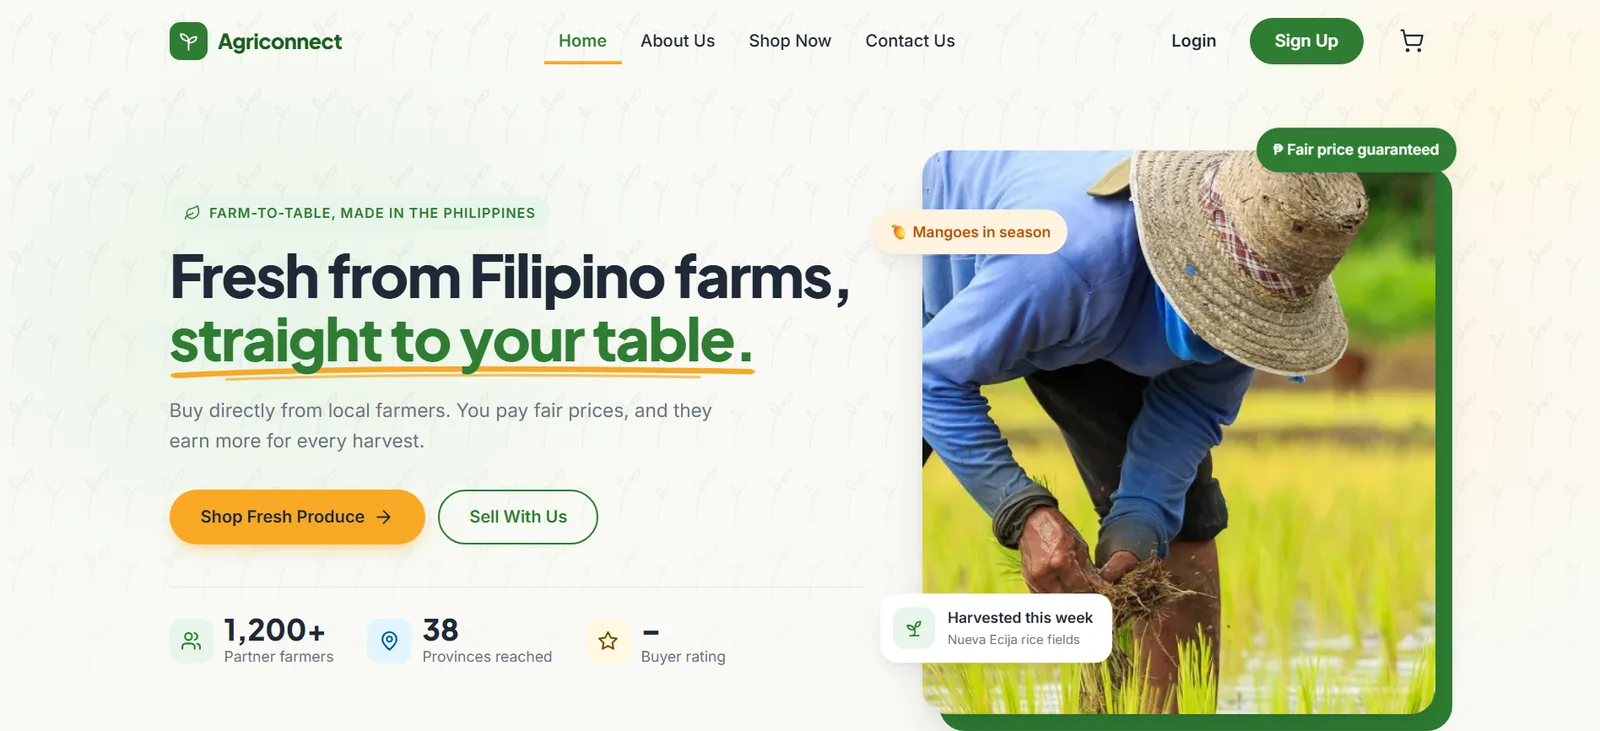 Agriconnect
Home
About Us
Shop Now
Contact Us
Login
Sign Up
₱ Fair price guaranteed
FARM-TO-TABLE, MADE IN THE PHILIPPINES
Mangoes in season
Fresh from Filipino farms,
straight to your table.
Buy directly from local farmers. You pay fair prices, and they
earn more for every harvest.
Shop Fresh Produce →
Sell With Us
1,200+
Partner farmers
38
Provinces reached
–
Buyer rating
Harvested this week
Nueva Ecija rice fields